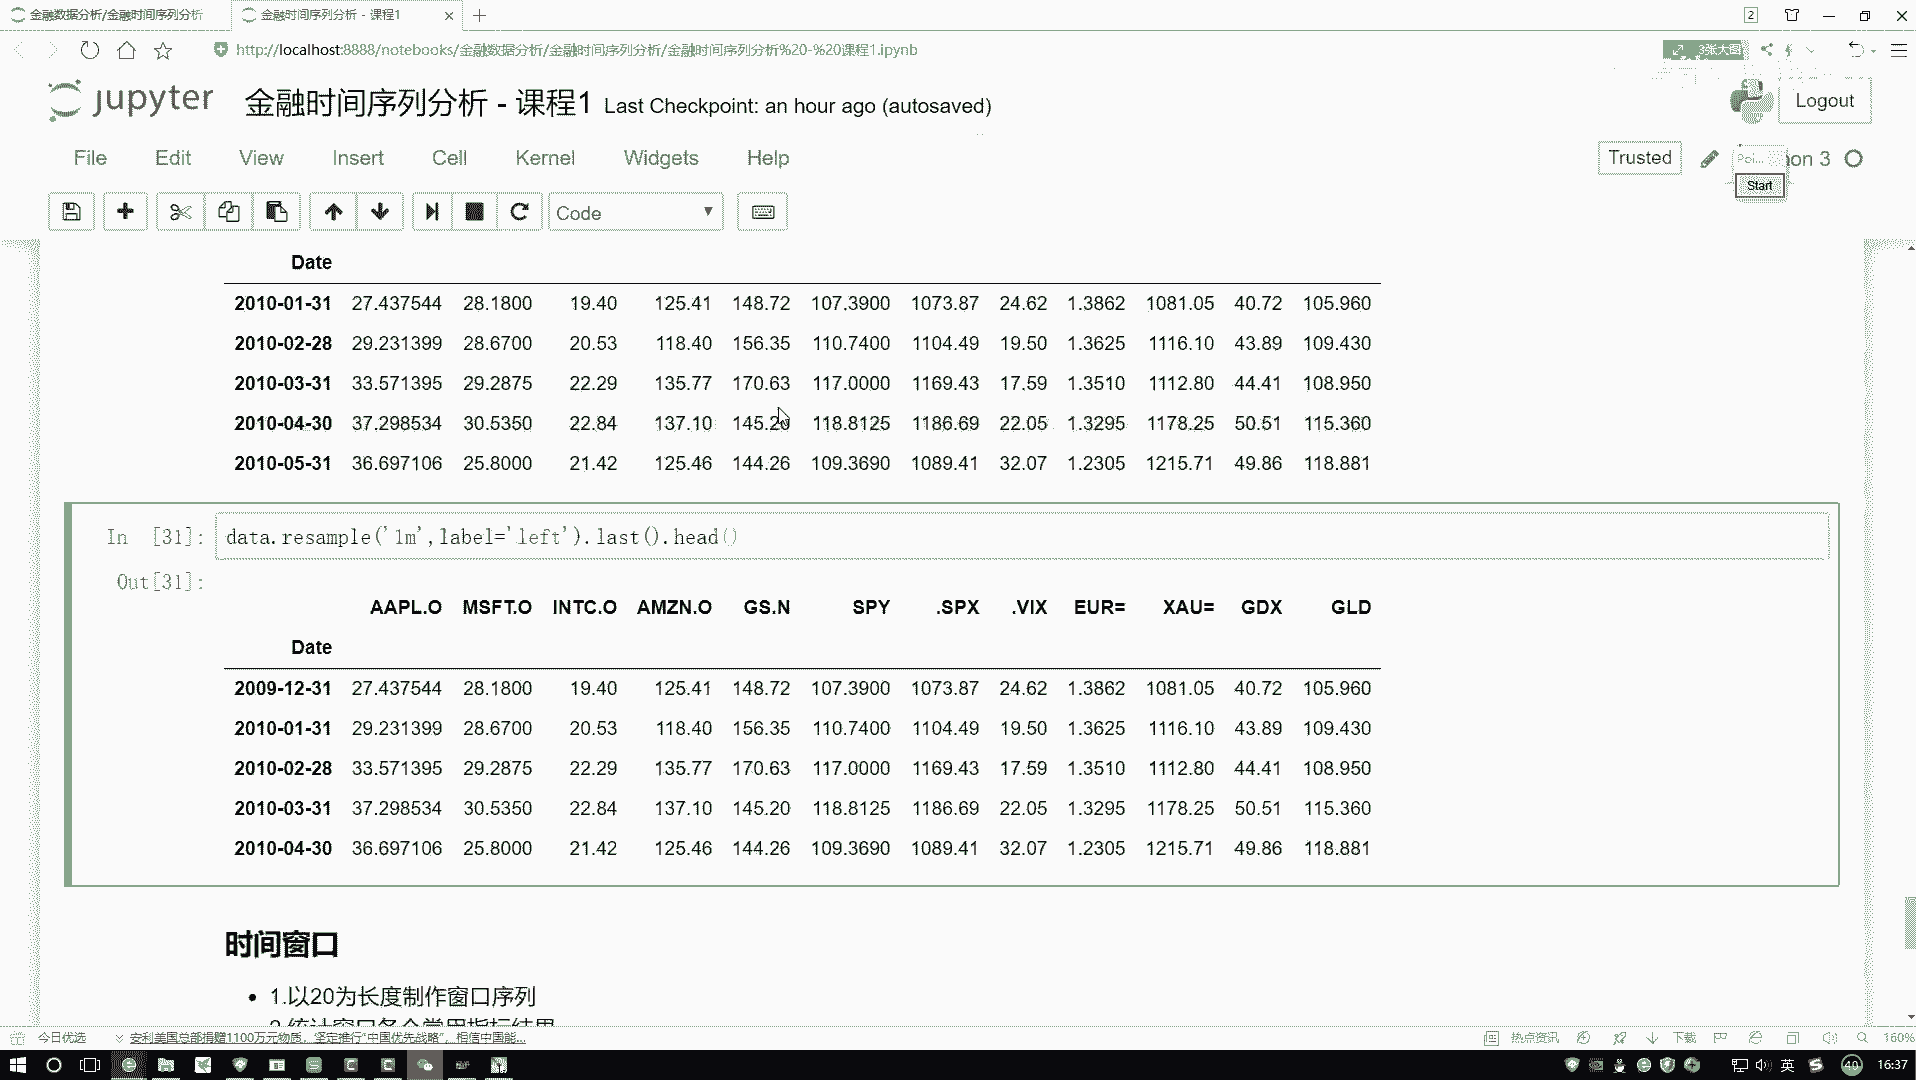 金融数据分析/金融时间序列分析
金融时间序列分析 - 课程1
2
http://localhost:8888/notebooks/金融数据分析/金融时间序列分析/金融时间序列分析%20-%20课程1.ipynb
3张大图
jupyter
金融时间序列分析 - 课程1 Last Checkpoint: an hour ago (autosaved)
Logout
File Edit View Insert Cell Kernel Widgets Help
Trusted
Poi...
on 3
Start
Code
Date
2010-01-31 27.437544 28.1800 19.40 125.41 148.72 107.3900 1073.87 24.62 1.3862 1081.05 40.72 105.960
2010-02-28 29.231399 28.6700 20.53 118.40 156.35 110.7400 1104.49 19.50 1.3625 1116.10 43.89 109.430
2010-03-31 33.571395 29.2875 22.29 135.77 170.63 117.0000 1169.43 17.59 1.3510 1112.80 44.41 108.950
2010-04-30 37.298534 30.5350 22.84 137.10 145.20 118.8125 1186.69 22.05 1.3295 1178.25 50.51 115.360
2010-05-31 36.697106 25.8000 21.42 125.46 144.26 109.3690 1089.41 32.07 1.2305 1215.71 49.86 118.881
In [31]: data.resample('1m',label='left').last().head()
Out[31]:
AAPL.O MSFT.O INTC.O AMZN.O GS.N SPY .SPX .VIX EUR= XAU= GDX GLD
Date
2009-12-31 27.437544 28.1800 19.40 125.41 148.72 107.3900 1073.87 24.62 1.3862 1081.05 40.72 105.960
2010-01-31 29.231399 28.6700 20.53 118.40 156.35 110.7400 1104.49 19.50 1.3625 1116.10 43.89 109.430
2010-02-28 33.571395 29.2875 22.29 135.77 170.63 117.0000 1169.43 17.59 1.3510 1112.80 44.41 108.950
2010-03-31 37.298534 30.5350 22.84 137.10 145.20 118.8125 1186.69 22.05 1.3295 1178.25 50.51 115.360
2010-04-30 36.697106 25.8000 21.42 125.46 144.26 109.3690 1089.41 32.07 1.2305 1215.71 49.86 118.881
时间窗口
• 1.以20为长度制作窗口序列
2.统计窗口各个常用指标结果
今日优选
安利美国总部捐赠1100万元物质，坚定推行“中国优先战略”，相信中国能...
热点资讯
下载
160%
英
40
16:37